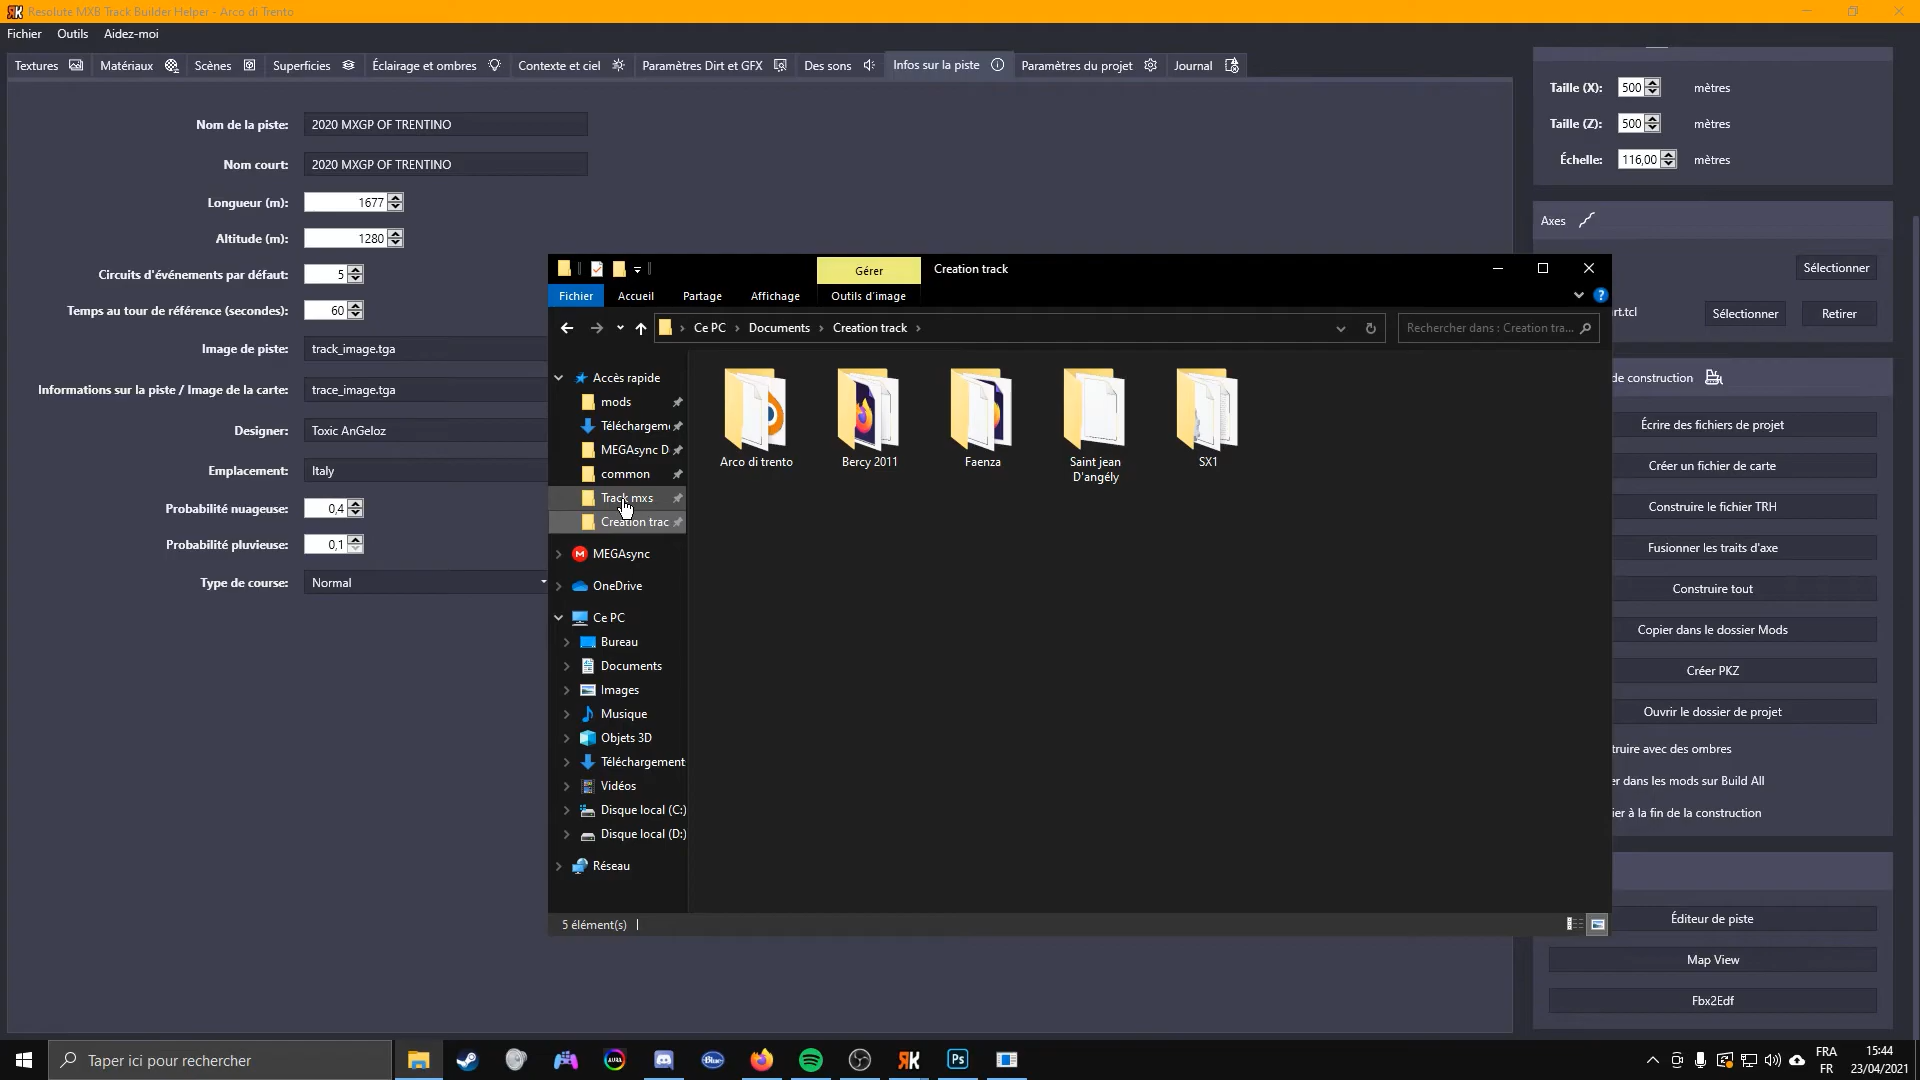 Resolute MXB Track Builder Helper - Arco di Trento
Fichier Outils Aidez-moi
Textures Matériaux Scènes Superficies Éclairage et ombres Contexte et ciel Paramètres Dirt et GFX Des sons Infos sur la piste Paramètres du projet Journal
Nom de la piste: 2020 MXGP OF TRENTINO
Nom court: 2020 MXGP OF TRENTINO
Longueur (m): 1677
Altitude (m): 1280
Circuits d'événements par défaut: 5
Temps au tour de référence (secondes): 60
Image de piste: track_image.tga
Informations sur la piste / Image de la carte: trace_image.tga
Designer: Toxic AnGeloz
Emplacement: Italy
Probabilité nuageuse: 0,4
Probabilité pluvieuse: 0,1
Type de course: Normal
Taille (X): 500 mètres
Taille (Z): 500 mètres
Échelle: 116,00 mètres
Axes
Sélectionner
rt.tcl Sélectionner Retirer
de construction
Écrire des fichiers de projet
Créer un fichier de carte
Construire le fichier TRH
Fusionner les traits d'axe
Construire tout
Copier dans le dossier Mods
Créer PKZ
Ouvrir le dossier de projet
truire avec des ombres
er dans les mods sur Build All
ier à la fin de la construction
Éditeur de piste
Map View
Fbx2Edf
Gérer Creation track
Fichier Accueil Partage Affichage Outils d'image
Ce PC Documents Creation track
Rechercher dans : Creation tra...
Accès rapide
mods
Téléchargem
MEGAsync D
common
Track mxs
Creation trac
MEGAsync
OneDrive
Ce PC
Bureau
Documents
Images
Musique
Objets 3D
Téléchargement
Vidéos
Disque local (C:)
Disque local (D:)
Réseau
Arco di trento Bercy 2011 Faenza Saint jean D'angély SX1
5 élément(s)
Taper ici pour rechercher
FRA
FR
15:44
23/04/2021